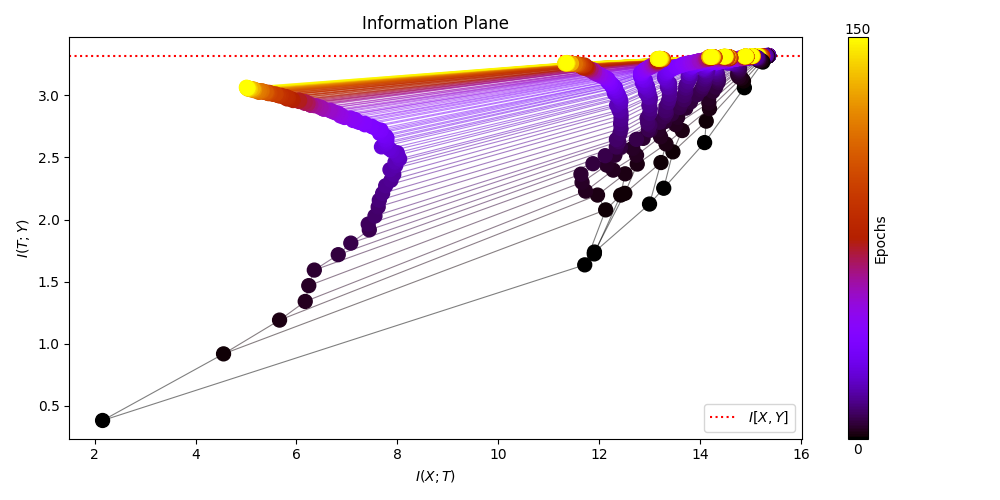 Information Plane
150
3.0
2.5
2.0
1.5
1.0
0.5
I(T; Y)
Epochs
I[X, Y]
0
2 4 6 8 10 12 14 16
I(X; T)